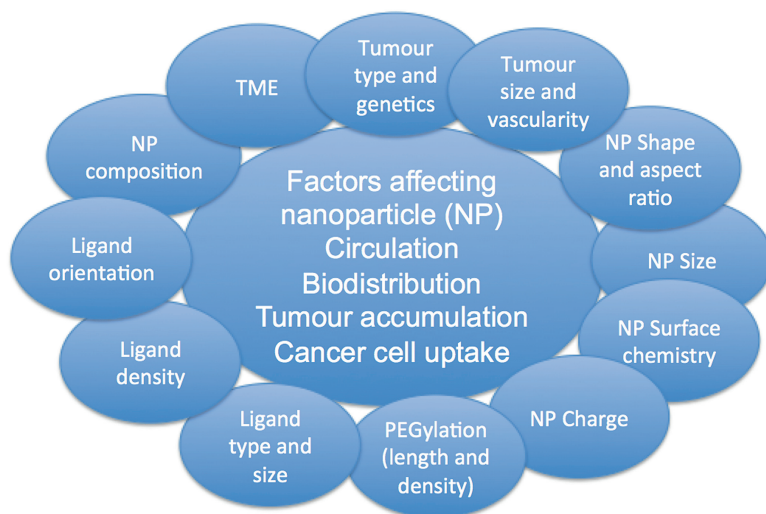 Factors affecting
nanoparticle (NP)
Circulation
Biodistribution
Tumour accumulation
Cancer cell uptake
Tumour
type and
genetics
Tumour
size and
vascularity
NP Shape
and aspect
ratio
NP Size
NP Surface
chemistry
NP Charge
PEGylation
(length and
density)
Ligand
type and
size
Ligand
density
Ligand
orientation
NP
composition
TME